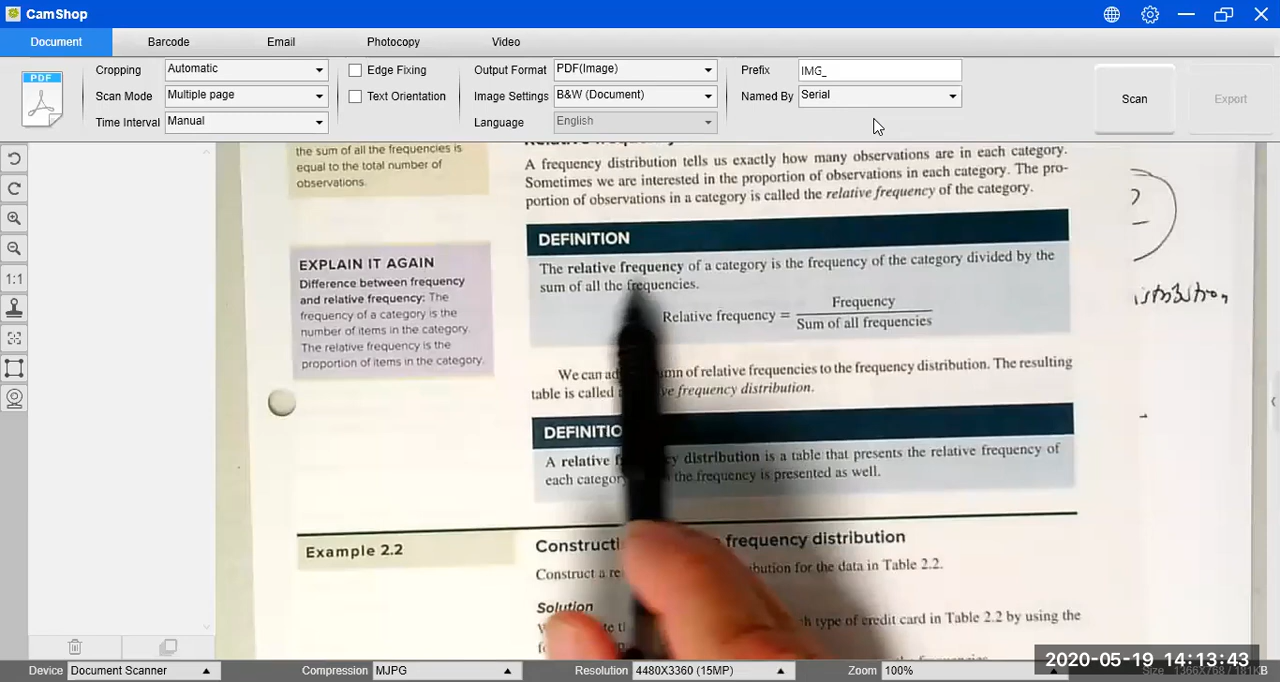 CamShop
Document Barcode Email Photocopy Video
PDF
Cropping Automatic
Scan Mode Multiple page
Time Interval Manual
Edge Fixing
Text Orientation
Output Format PDF(Image)
Image Settings B&W (Document)
Language English
Prefix IMG_
Named By Serial
Scan
Export
1:1
the sum of all the frequencies is
equal to the total number of
observations.
EXPLAIN IT AGAIN
Difference between frequency
and relative frequency: The
frequency of a category is the
number of items in the category.
The relative frequency is the
proportion of items in the category.
A frequency distribution tells us exactly how many observations are in each category.
Sometimes we are interested in the proportion of observations in each category. The pro-
portion of observations in a category is called the relative frequency of the category.
DEFINITION
The relative frequency of a category is the frequency of the category divided by the
sum of all the frequencies.
Relative frequency = Frequency
Sum of all frequencies
We can ad umn of relative frequencies to the frequency distribution. The resulting
table is called frequency distribution.
DEFINITIO
A relative f y distribution is a table that presents the relative frequency of
each category the frequency is presented as well.
istribution
Example 2.2
Constructi frequency distribution
Construct a re bution for the data in Table 2.2.
Solution
h type of credit card in Table 2.2 by using the
Device Document Scanner Compression MJPG Resolution 4480X3360 (15MP) Zoom 100%
2020-05-19 14:13:43